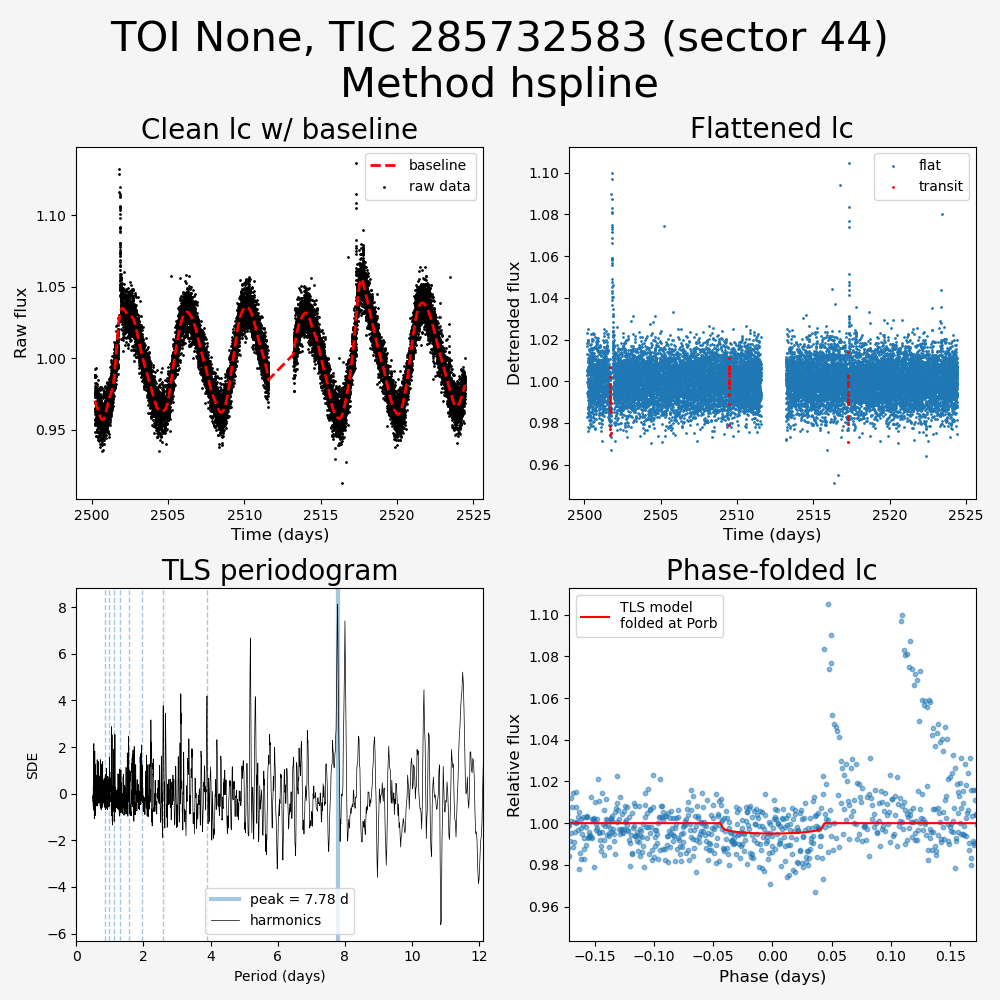 TOI None, TIC 285732583 (sector 44)
Method hspline
Clean lc w/ baseline
baseline
raw data
1.10
1.05
1.00
0.95
Raw flux
2500
2505
2510
2515
2520
2525
Time (days)
Flattened lc
flat
transit
1.10
1.08
1.06
1.04
1.02
1.00
0.98
0.96
Detrended flux
2500
2505
2510
2515
2520
2525
Time (days)
TLS periodogram
8
6
4
2
0
−2
−4
−6
SDE
peak = 7.78 d
harmonics
0
2
4
6
8
10
12
Period (days)
Phase-folded lc
TLS model
folded at Porb
1.10
1.08
1.06
1.04
1.02
1.00
0.98
0.96
Relative flux
−0.15
−0.10
−0.05
0.00
0.05
0.10
0.15
Phase (days)